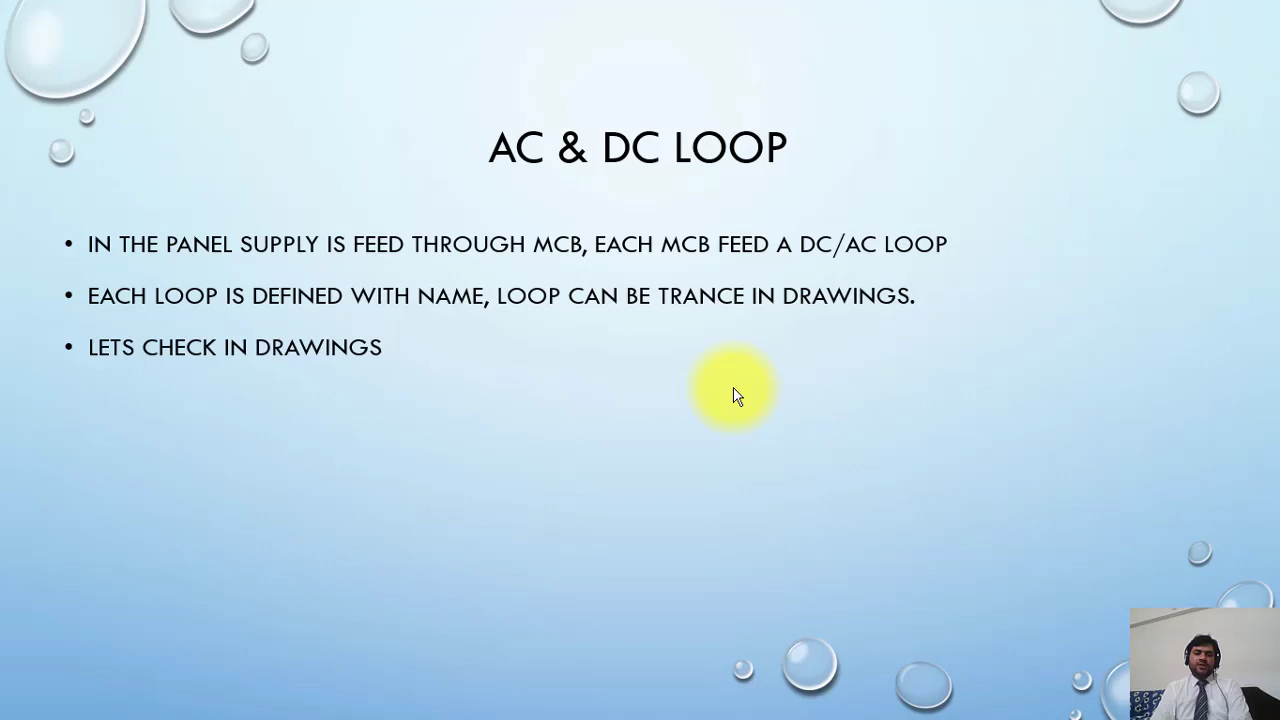 AC & DC LOOP
• IN THE PANEL SUPPLY IS FEED THROUGH MCB, EACH MCB FEED A DC/AC LOOP
• EACH LOOP IS DEFINED WITH NAME, LOOP CAN BE TRANCE IN DRAWINGS.
• LETS CHECK IN DRAWINGS